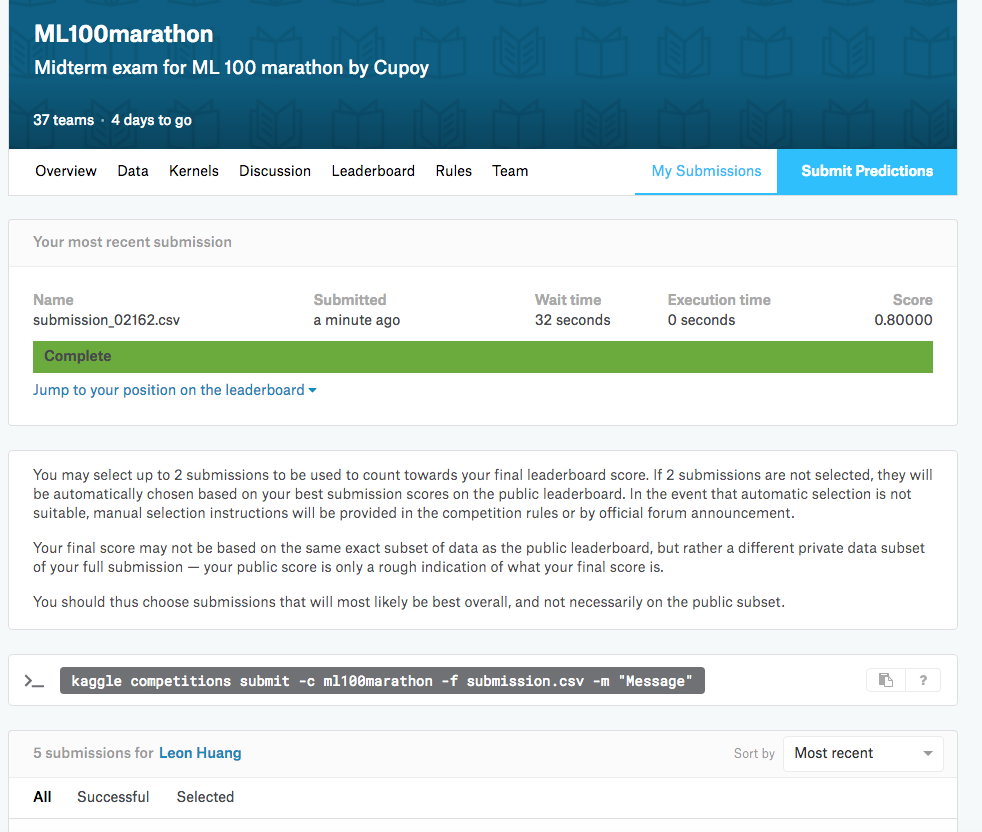 ML100marathon
Midterm exam for ML 100 marathon by Cupoy
37 teams · 4 days to go
Overview Data Kernels Discussion Leaderboard Rules Team My Submissions Submit Predictions
Your most recent submission
Name Submitted Wait time Execution time Score
submission_02162.csv a minute ago 32 seconds 0 seconds 0.80000
Complete
Jump to your position on the leaderboard
You may select up to 2 submissions to be used to count towards your final leaderboard score. If 2 submissions are not selected, they will
be automatically chosen based on your best submission scores on the public leaderboard. In the event that automatic selection is not
suitable, manual selection instructions will be provided in the competition rules or by official forum announcement.
Your final score may not be based on the same exact subset of data as the public leaderboard, but rather a different private data subset
of your full submission — your public score is only a rough indication of what your final score is.
You should thus choose submissions that will most likely be best overall, and not necessarily on the public subset.
>_ kaggle competitions submit -c ml100marathon -f submission.csv -m "Message" ?
5 submissions for Leon Huang Sort by Most recent
All Successful Selected